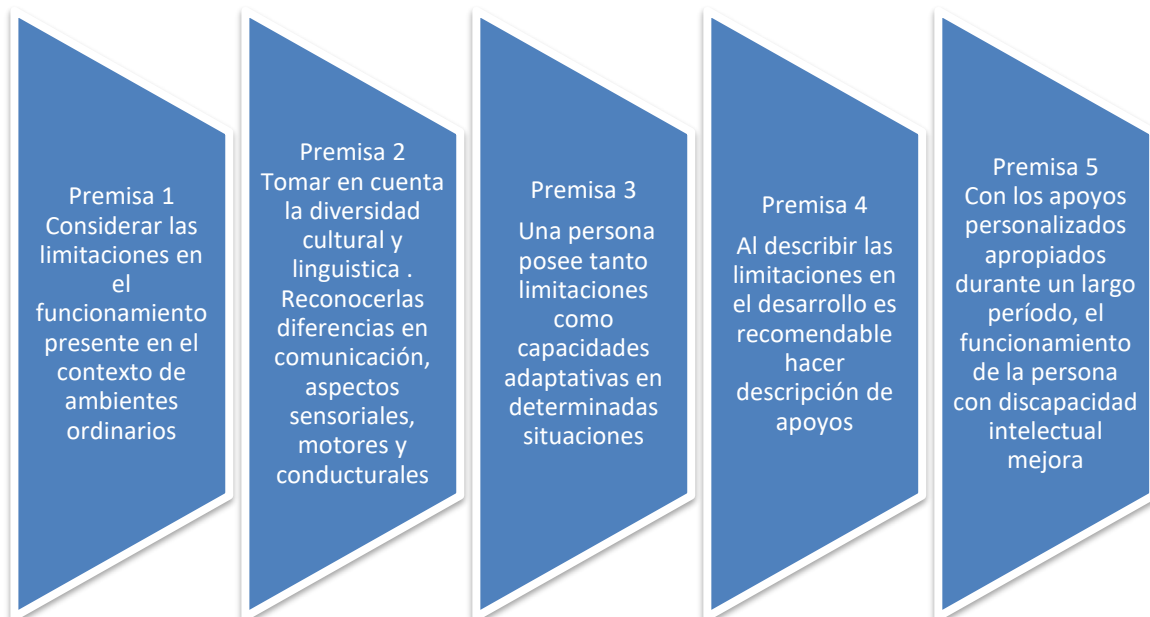 Premisa 1
Considerar las
limitaciones en
el
funcionamiento
presente en el
contexto de
ambientes
ordinarios
Premisa 2
Tomar en cuenta
la diversidad
cultural y
linguistica .
Reconocerlas
diferencias en
comunicación,
aspectos
sensoriales,
motores y
conducturales
Premisa 3
Una persona
posee tanto
limitaciones
como
capacidades
adaptativas en
determinadas
situaciones
Premisa 4
Al describir las
limitaciones en
el desarrollo es
recomendable
hacer
descripción de
apoyos
Premisa 5
Con los apoyos
personalizados
apropiados
durante un largo
período, el
funcionamiento
de la persona
con discapacidad
intelectual
mejora